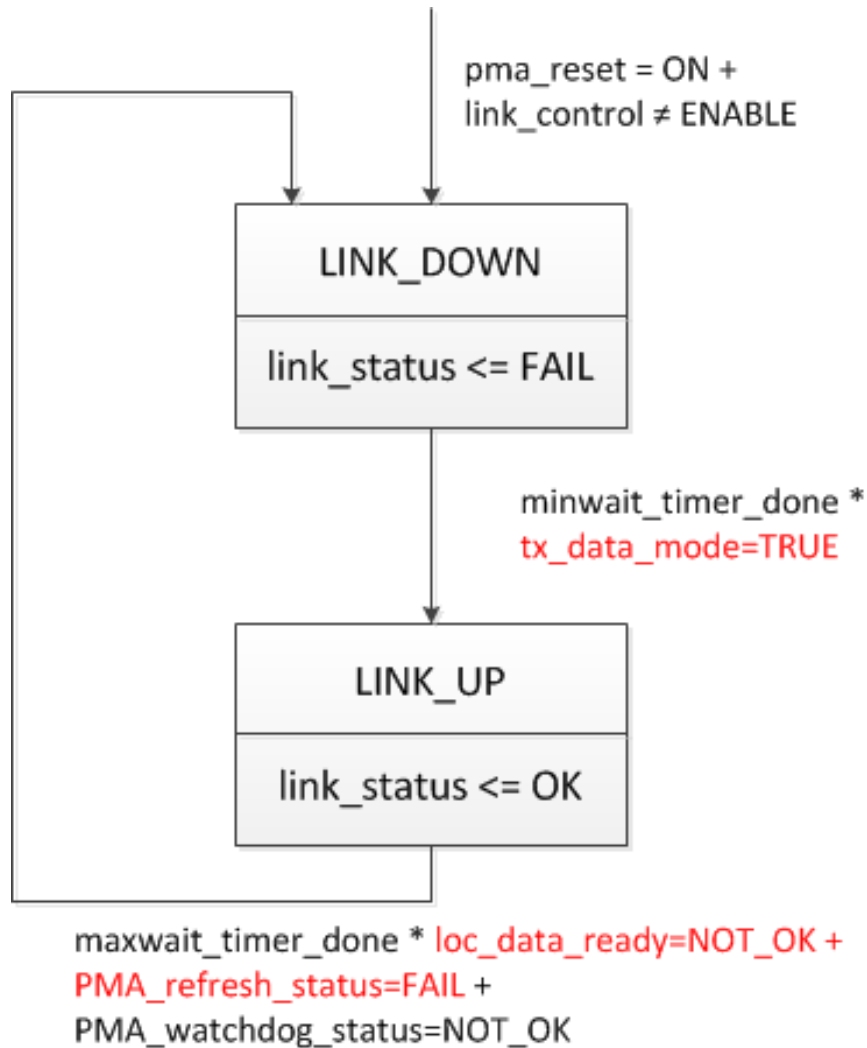 pma_reset = ON +
link_control ≠ ENABLE
LINK_DOWN
link_status <= FAIL
minwait_timer_done *
tx_data_mode=TRUE
LINK_UP
link_status <= OK
maxwait_timer_done * loc_data_ready=NOT_OK +
PMA_refresh_status=FAIL +
PMA_watchdog_status=NOT_OK